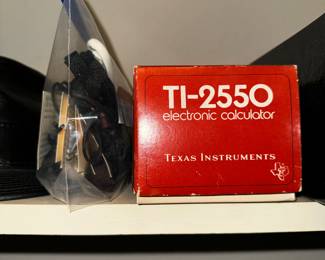 TI-2550
electronic calculator
TEXAS INSTRUMENTS